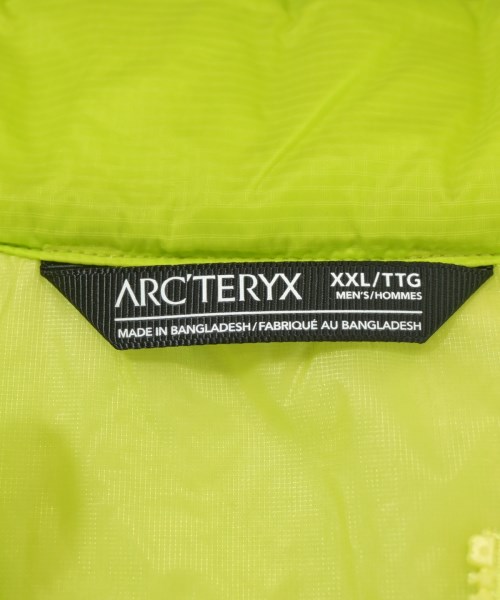 ARC'TERYX XXL/TTG
MEN'S/HOMMES
MADE IN BANGLADESH/FABRIQUÉ AU BANGLADESH